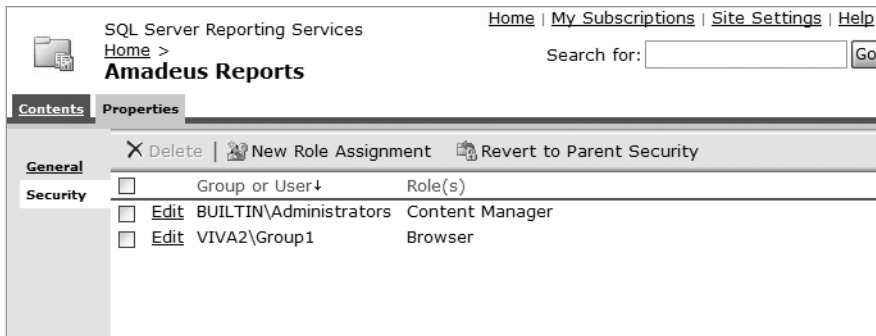 Home | My Subscriptions | Site Settings | Help
SQL Server Reporting Services
Home >
Amadeus Reports
Search for:
Go
Contents Properties
General
Security
Delete | New Role Assignment Revert to Parent Security
Group or User↓ Role(s)
Edit BUILTIN\Administrators Content Manager
Edit VIVA2\Group1 Browser